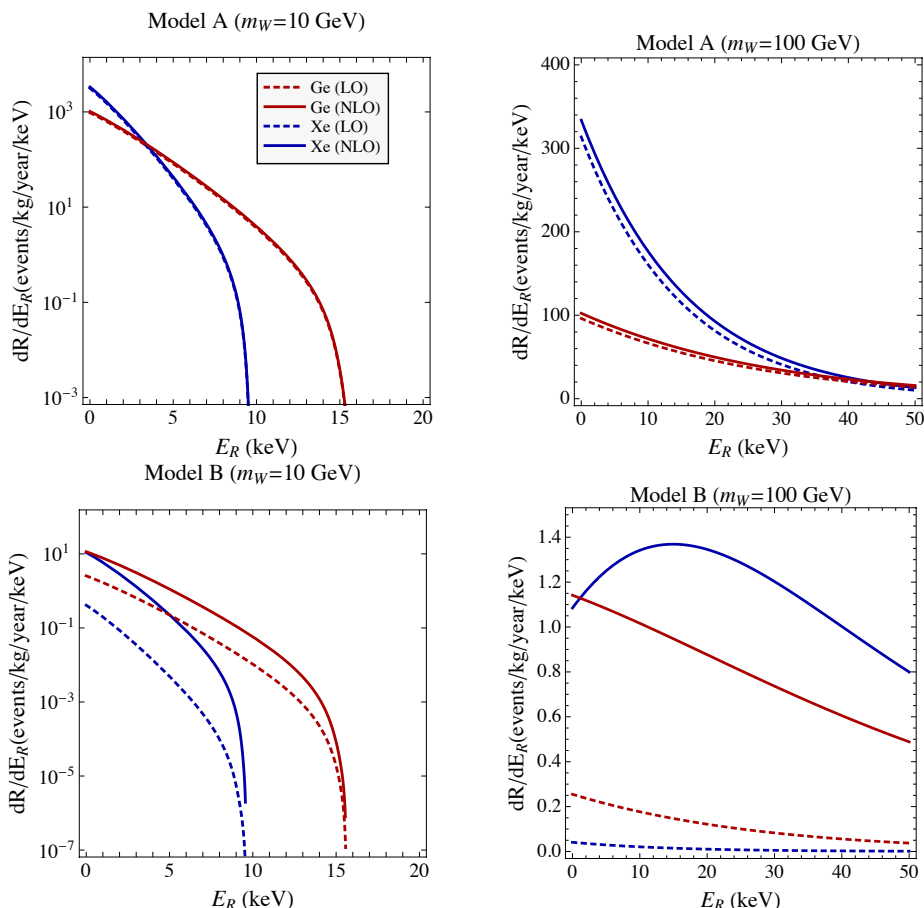 Model A (m_W=10 GeV)
dR/dE_R(events/kg/year/keV)
10^3
10^1
10^-1
10^-3
0 5 10 15 20
E_R (keV)
Ge (LO)
Ge (NLO)
Xe (LO)
Xe (NLO)
Model A (m_W=100 GeV)
dR/dE_R(events/kg/year/keV)
400
300
200
100
0
0 10 20 30 40 50
E_R (keV)
Model B (m_W=10 GeV)
dR/dE_R(events/kg/year/keV)
10^1
10^-1
10^-3
10^-5
10^-7
0 5 10 15 20
E_R (keV)
Model B (m_W=100 GeV)
dR/dE_R(events/kg/year/keV)
1.4
1.2
1.0
0.8
0.6
0.4
0.2
0.0
0 10 20 30 40 50
E_R (keV)